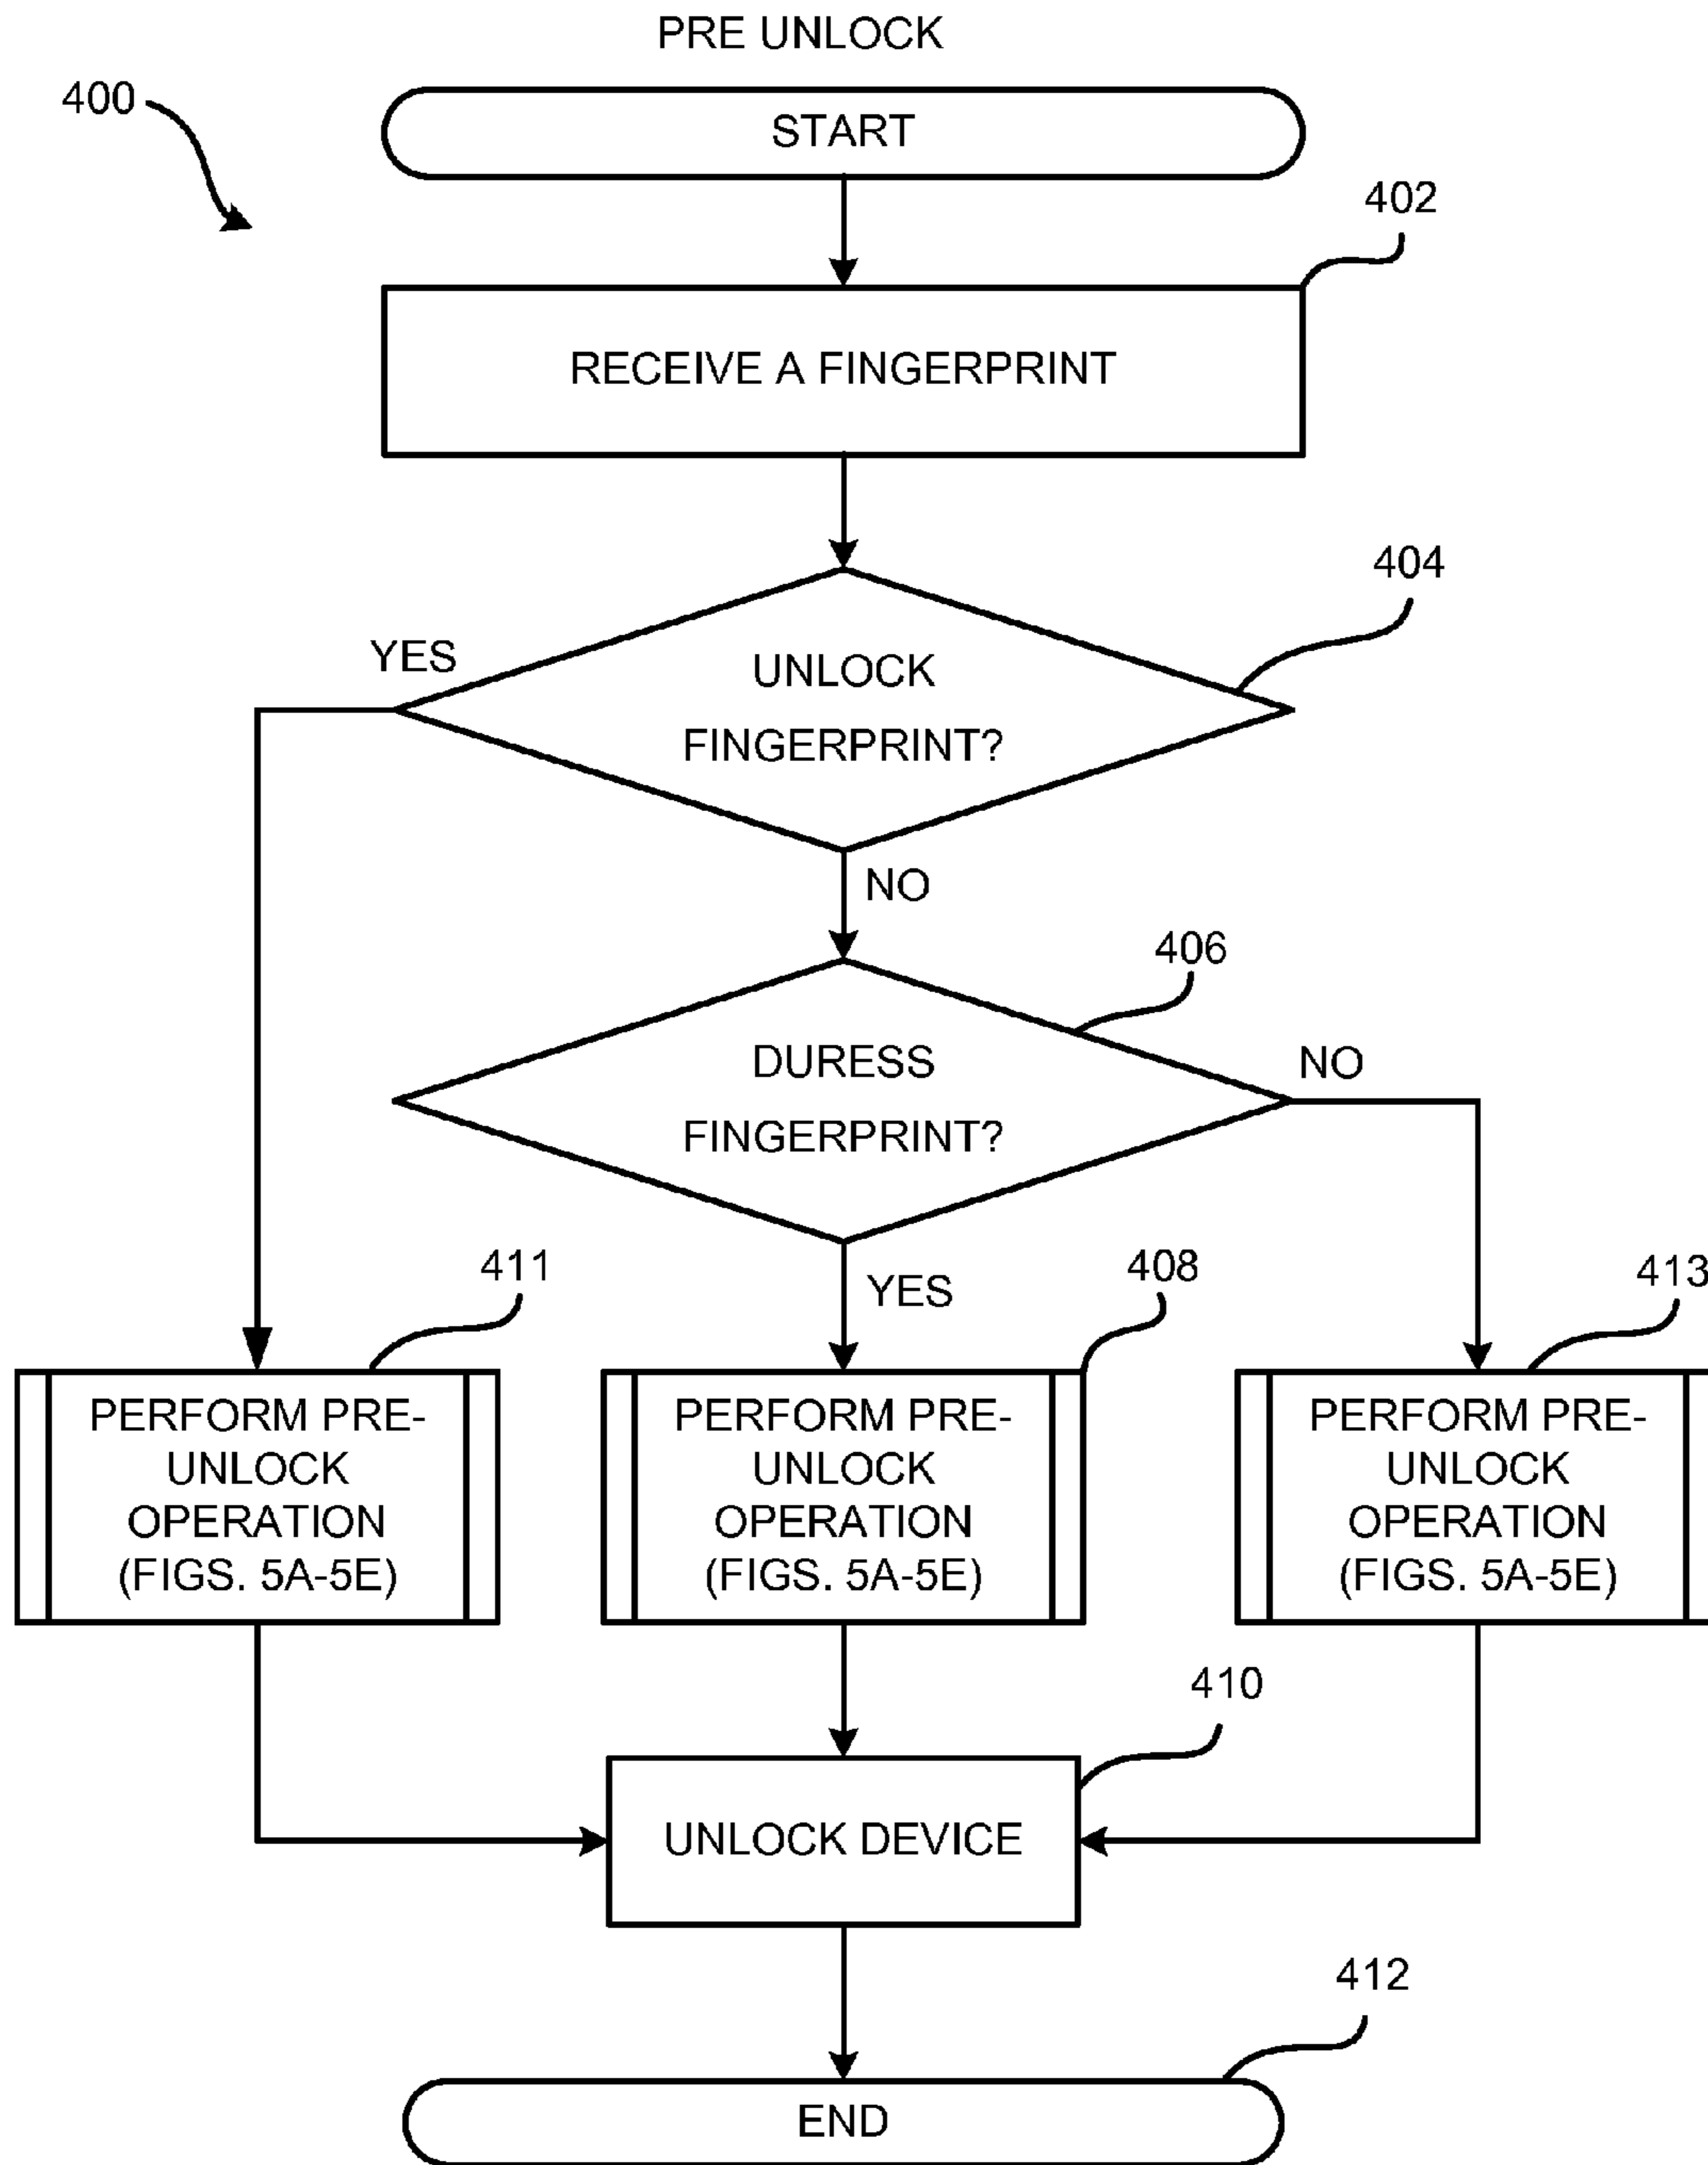 PRE UNLOCK
400
START
402
RECEIVE A FINGERPRINT
404
YES
UNLOCK
FINGERPRINT?
NO
406
DURESS
FINGERPRINT?
NO
411
YES
408
413
PERFORM PRE-
UNLOCK
OPERATION
(FIGS. 5A-5E)
PERFORM PRE-
UNLOCK
OPERATION
(FIGS. 5A-5E)
PERFORM PRE-
UNLOCK
OPERATION
(FIGS. 5A-5E)
410
UNLOCK DEVICE
412
END